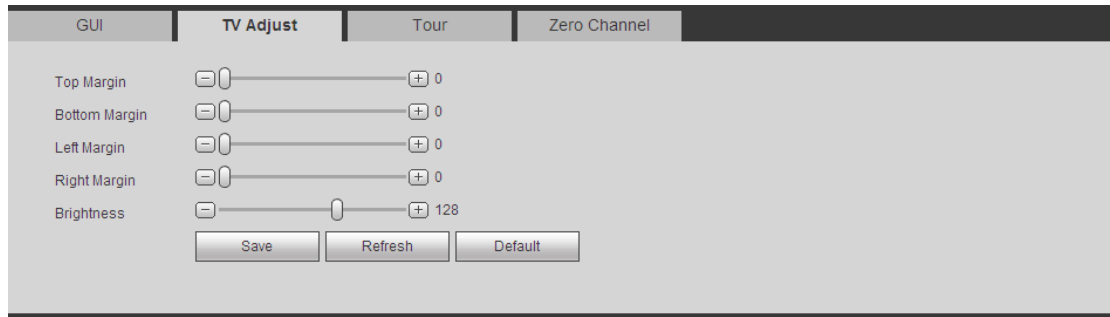 GUI TV Adjust Tour Zero Channel
Top Margin 0
Bottom Margin 0
Left Margin 0
Right Margin 0
Brightness 128
Save Refresh Default